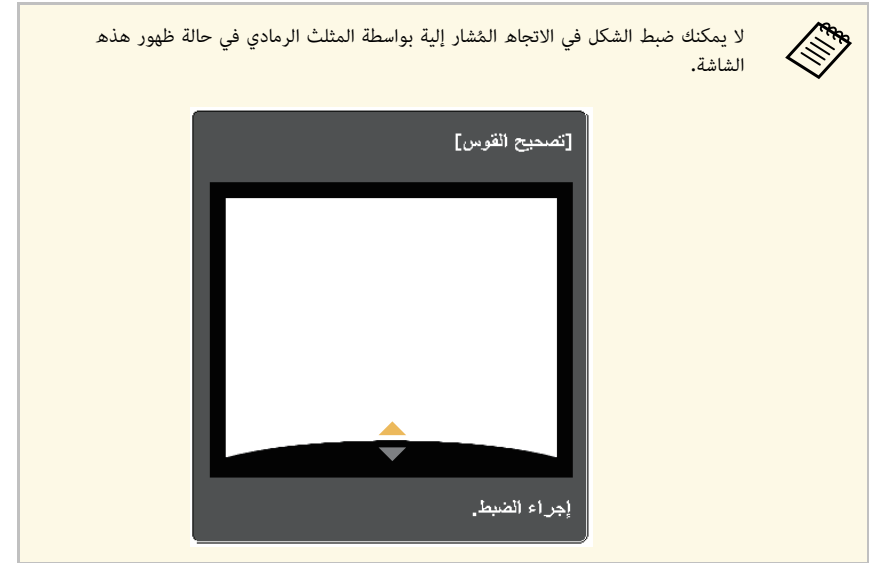 لا يمكنك ضبط الشكل في الاتجاه المُشار إلية بواسطة المثلث الرمادي في حالة ظهور هذه
الشاشة.
[تصحيح القوس]
إجراء الضبط.